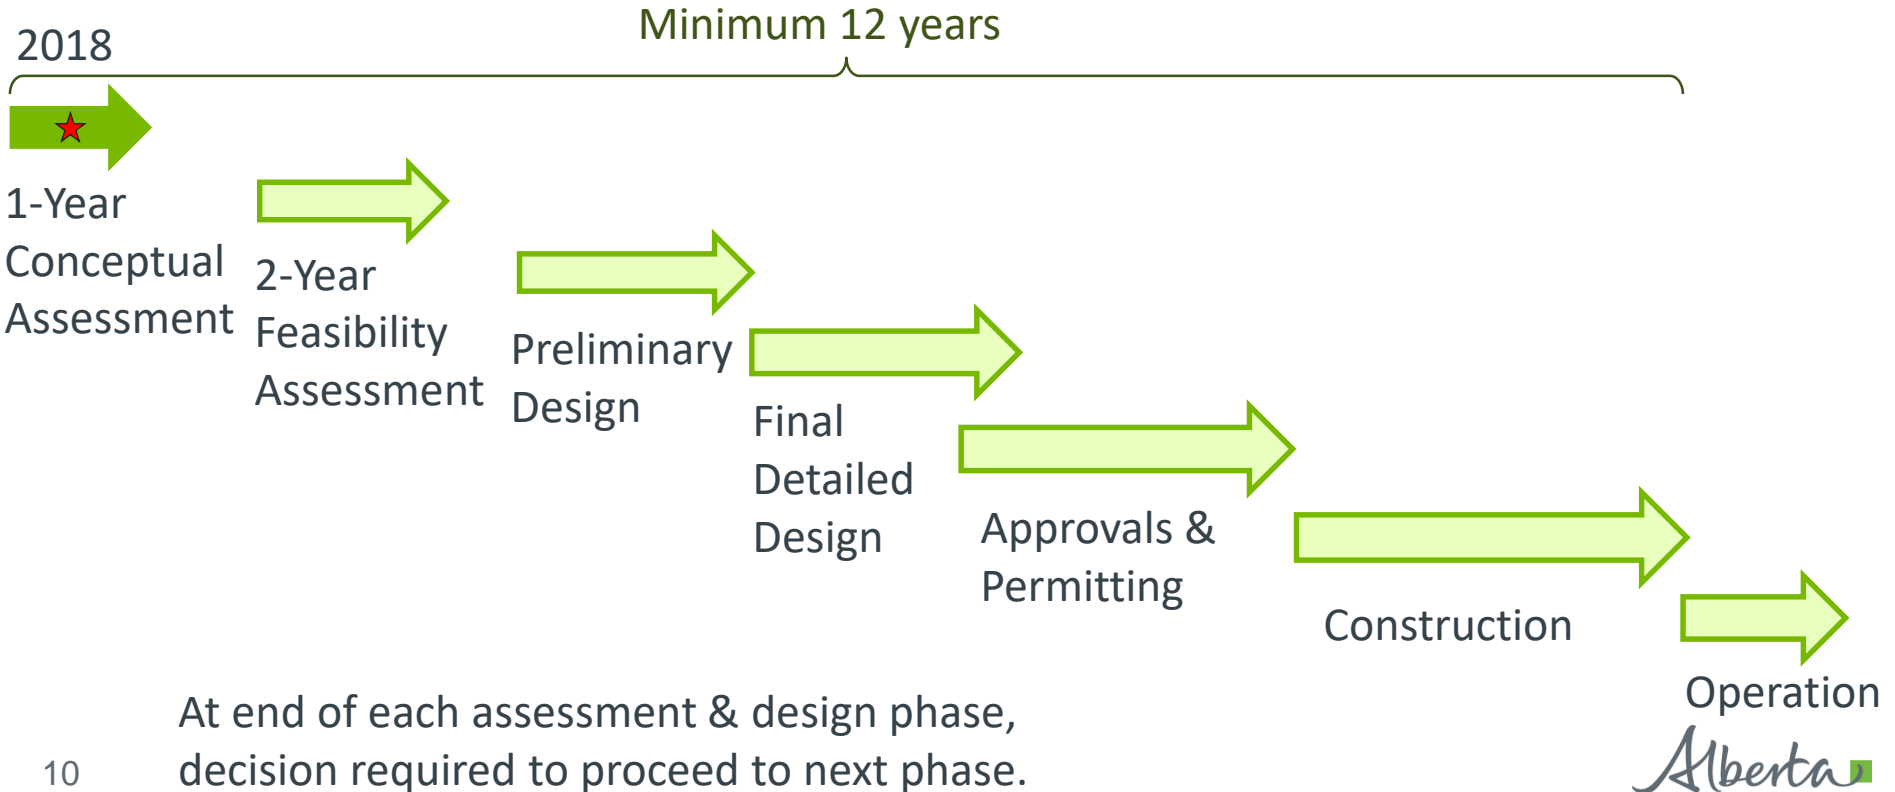 Minimum 12 years
2018
1-Year
Conceptual
Assessment
2-Year
Feasibility
Assessment
Preliminary
Design
Final
Detailed
Design
Approvals &
Permitting
Construction
Operation
At end of each assessment & design phase,
decision required to proceed to next phase.
10
Alberta